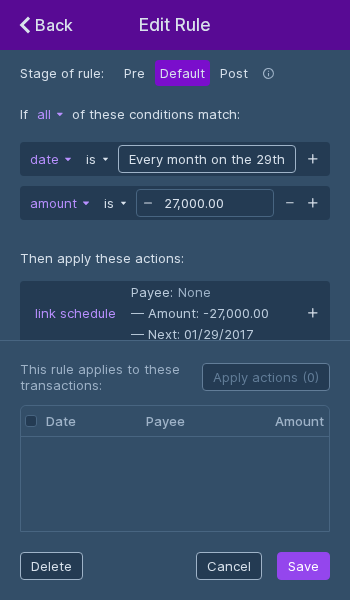 Back Edit Rule
Stage of rule: Pre Default Post
If all of these conditions match:
date is Every month on the 29th +
amount is − 27,000.00 − +
Then apply these actions:
Payee: None
link schedule — Amount: -27,000.00 +
— Next: 01/29/2017
This rule applies to these
transactions:
Apply actions (0)
Date Payee Amount
Delete Cancel Save